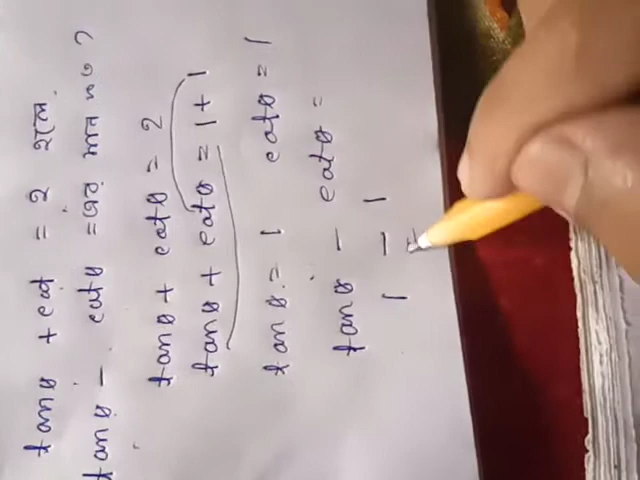 tanθ + cot = 2 হলে.
tanθ - cotθ = এর মান কত ?
tanθ + cotθ = 2
tanθ + cotθ = 1 + 1
tanθ = 1 cotθ = 1
tanθ - cotθ =
1 - 1
=